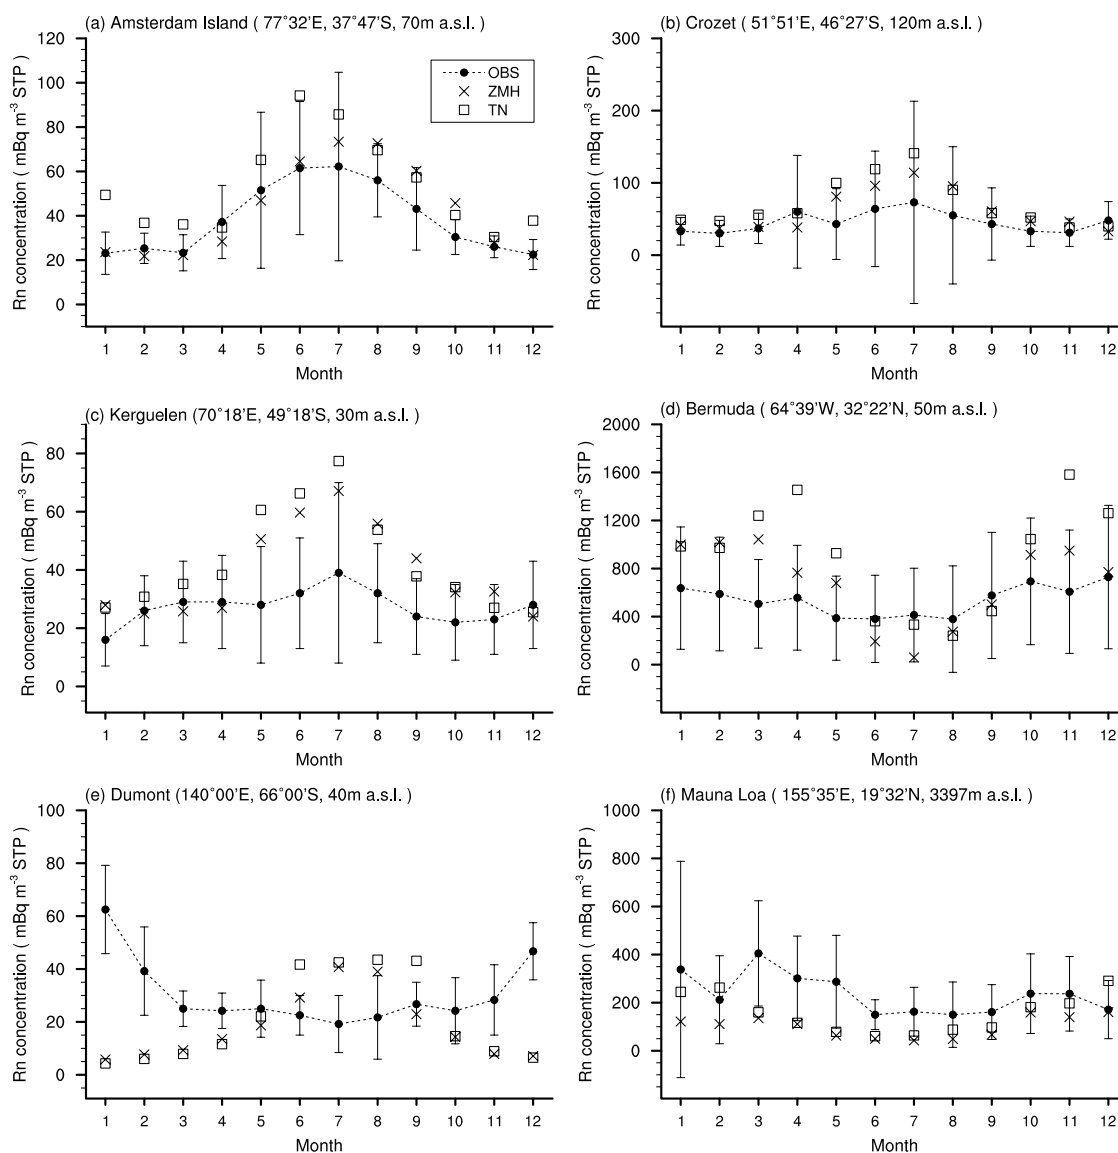 (a) Amsterdam Island ( 77°32'E, 37°47'S, 70m a.s.l. )
Rn concentration ( mBq m⁻³ STP )
120
100
80
60
40
20
0
OBS
ZMH
TN
1 2 3 4 5 6 7 8 9 10 11 12
Month
(b) Crozet ( 51°51'E, 46°27'S, 120m a.s.l. )
Rn concentration ( mBq m⁻³ STP )
300
200
100
0
1 2 3 4 5 6 7 8 9 10 11 12
Month
(c) Kerguelen (70°18'E, 49°18'S, 30m a.s.l. )
Rn concentration ( mBq m⁻³ STP )
80
60
40
20
0
1 2 3 4 5 6 7 8 9 10 11 12
Month
(d) Bermuda ( 64°39'W, 32°22'N, 50m a.s.l. )
Rn concentration ( mBq m⁻³ STP )
2000
1600
1200
800
400
0
1 2 3 4 5 6 7 8 9 10 11 12
Month
(e) Dumont (140°00'E, 66°00'S, 40m a.s.l. )
Rn concentration ( mBq m⁻³ STP )
100
80
60
40
20
0
1 2 3 4 5 6 7 8 9 10 11 12
Month
(f) Mauna Loa ( 155°35'E, 19°32'N, 3397m a.s.l. )
Rn concentration ( mBq m⁻³ STP )
1000
800
600
400
200
0
1 2 3 4 5 6 7 8 9 10 11 12
Month